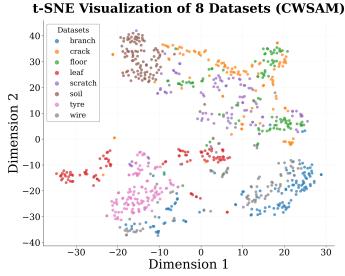 t-SNE Visualization of 8 Datasets (CWSAM)
Datasets
branch
crack
floor
leaf
scratch
soil
tyre
wire
Dimension 2
40
30
20
10
0
−10
−20
−30
−40
−30
−20
−10
0
10
20
30
Dimension 1